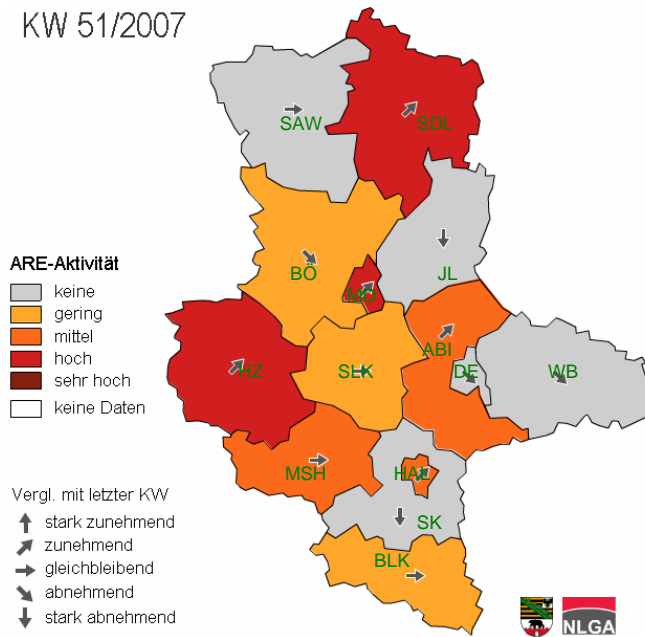 KW 51/2007
SAW
SDL
BÖ
MD
JL
ARE-Aktivität
keine
gering
mittel
hoch
sehr hoch
keine Daten
HZ
SLK
ABI
DE
WB
MSH
HAL
SK
BLK
Vergl. mit letzter KW
stark zunehmend
zunehmend
gleichbleibend
abnehmend
stark abnehmend
NLGA